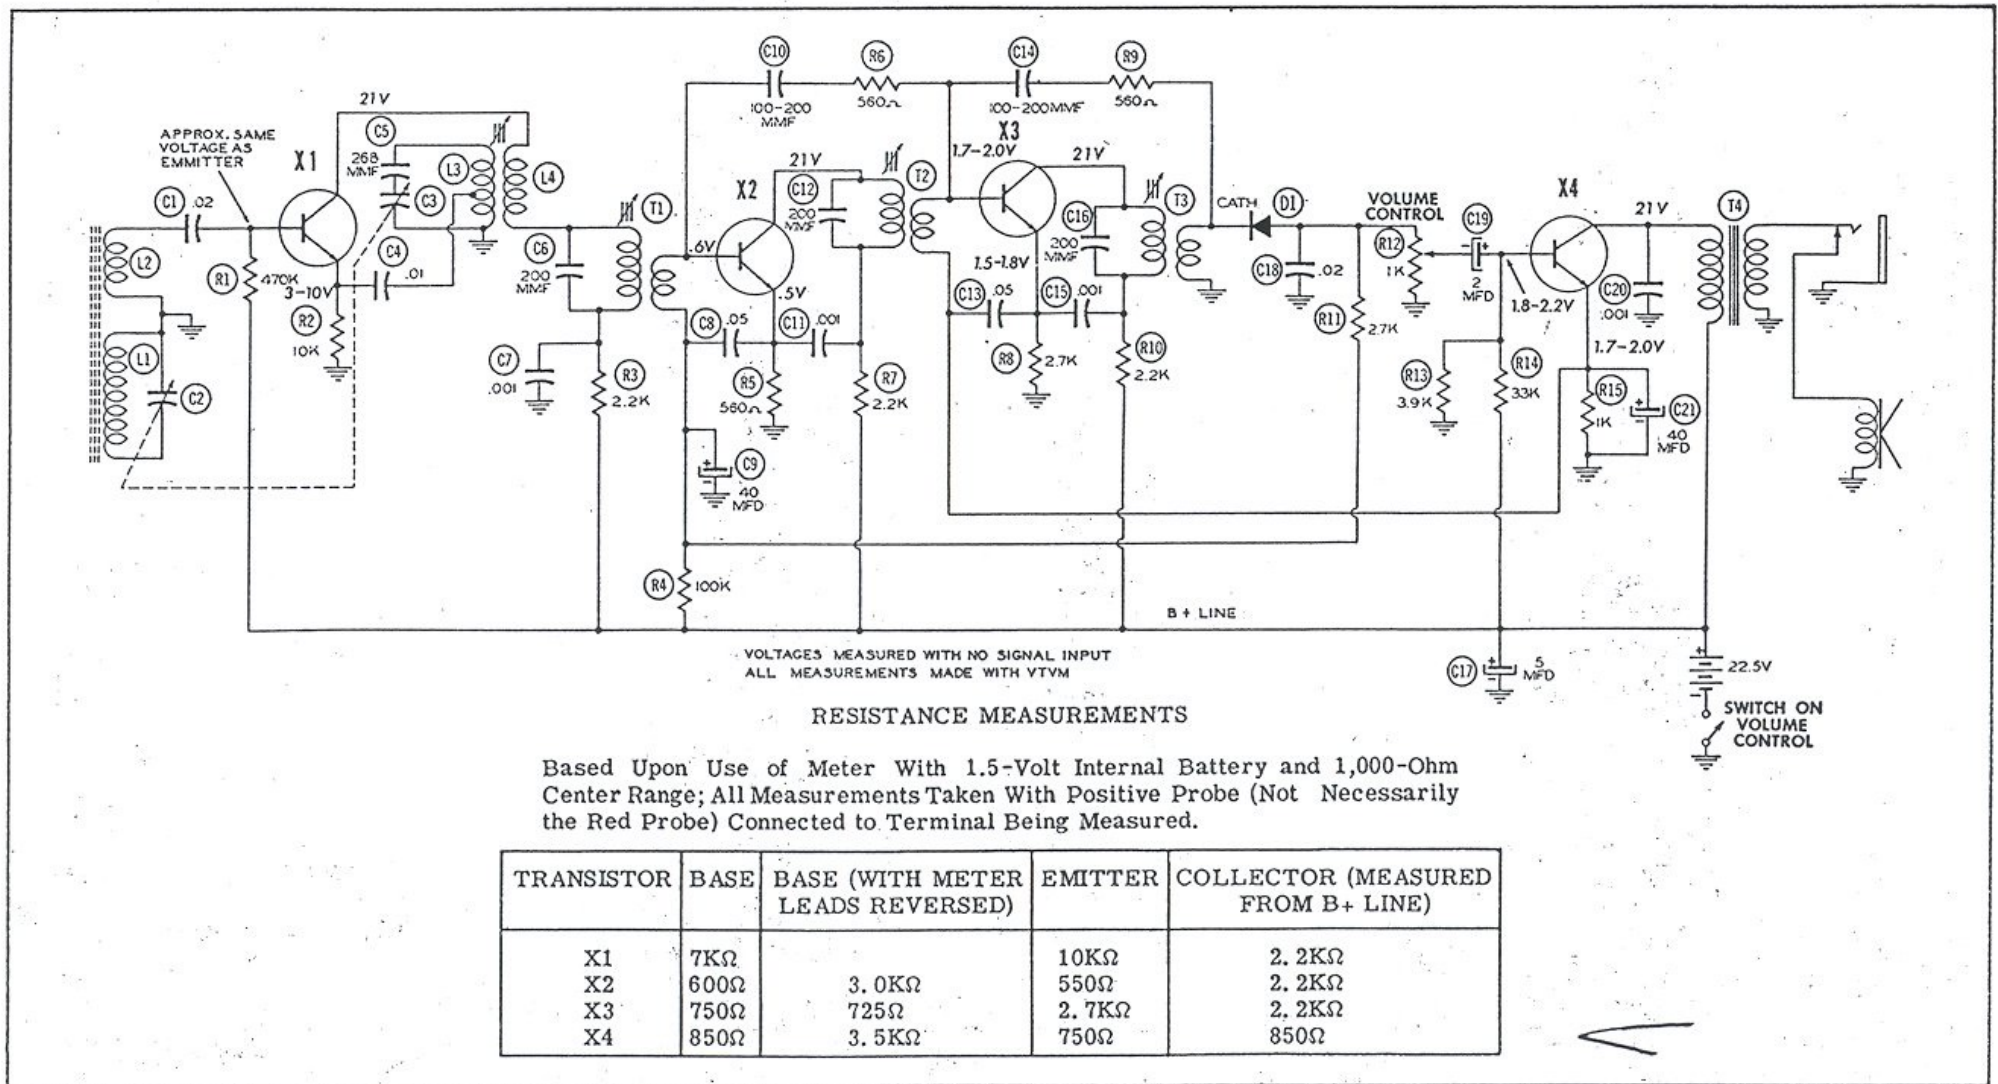 C10
R6
C14
R9
560Ω
560Ω
100-200
MMF
100-200MMF
21V
C5
APPROX. SAME
VOLTAGE AS
EMMITTER
X1
268
MMF
L3
L4
C3
X3
1.7-2.0V
21V
21V
X2
C12
T2
200
MMF
T3
CATH
D1
VOLUME
CONTROL
C19
X4
21V
T4
C1
.02
T1
C16
200
MMF
R12
1K
2
MFD
C4
.01
C6
200
MMF
.6V
1.5-1.8V
C18
.02
C20
.001
L2
R1
470K
3-10V
.5V
C13
.05
C15
.001
1.8-2.2V
R2
10K
C8
.05
C11
.001
R11
2.7K
1.7-2.0V
L1
C2
C7
.001
R3
2.2K
R5
560Ω
R7
2.2K
R8
2.7K
R10
2.2K
R13
3.9K
R14
33K
R15
1K
C21
40
MFD
C9
40
MFD
R4
100K
B + LINE
VOLTAGES MEASURED WITH NO SIGNAL INPUT
ALL MEASUREMENTS MADE WITH VTVM
C17
5
MFD
22.5V
SWITCH ON
VOLUME
CONTROL
RESISTANCE MEASUREMENTS
Based Upon Use of Meter With 1.5-Volt Internal Battery and 1,000-Ohm
Center Range; All Measurements Taken With Positive Probe (Not Necessarily
the Red Probe) Connected to Terminal Being Measured.
TRANSISTOR BASE BASE (WITH METER LEADS REVERSED) EMITTER COLLECTOR (MEASURED FROM B+ LINE)
X1 7KΩ 10KΩ 2.2KΩ
X2 600Ω 3.0KΩ 550Ω 2.2KΩ
X3 750Ω 725Ω 2.7KΩ 2.2KΩ
X4 850Ω 3.5KΩ 750Ω 850Ω